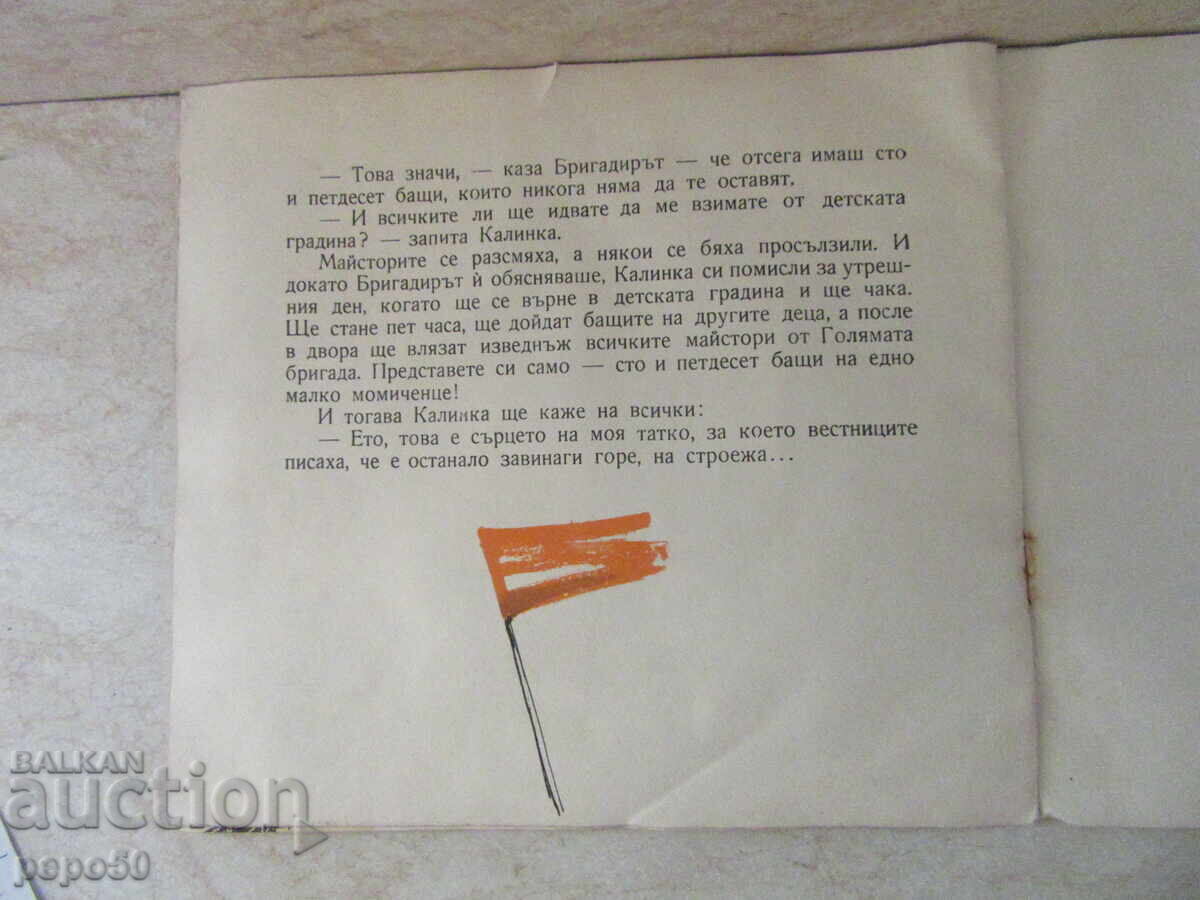 — Това значи, — каза Бригадирът — че отсега имаш сто
и петдесет бащи, които никога няма да те оставят.
— И всичките ли ще идвате да ме взимате от детската
градина? — запита Калинка.
Майсторите се разсмяха, а някои се бяха просълзили. И
докато Бригадирът ѝ обясняваше, Калинка си помисли за утреш-
ния ден, когато ще се върне в детската градина и ще чака.
Ще стане пет часа, ще дойдат бащите на другите деца, а после
в двора ще влязат изведнъж всичките майстори от Голямата
бригада. Представете си само — сто и петдесет бащи на едно
малко момиченце!
И тогава Калинка ще каже на всички:
— Ето, това е сърцето на моя татко, за което вестниците
писаха, че е останало завинаги горе, на строежа...
BALKAN
auction
pepo50